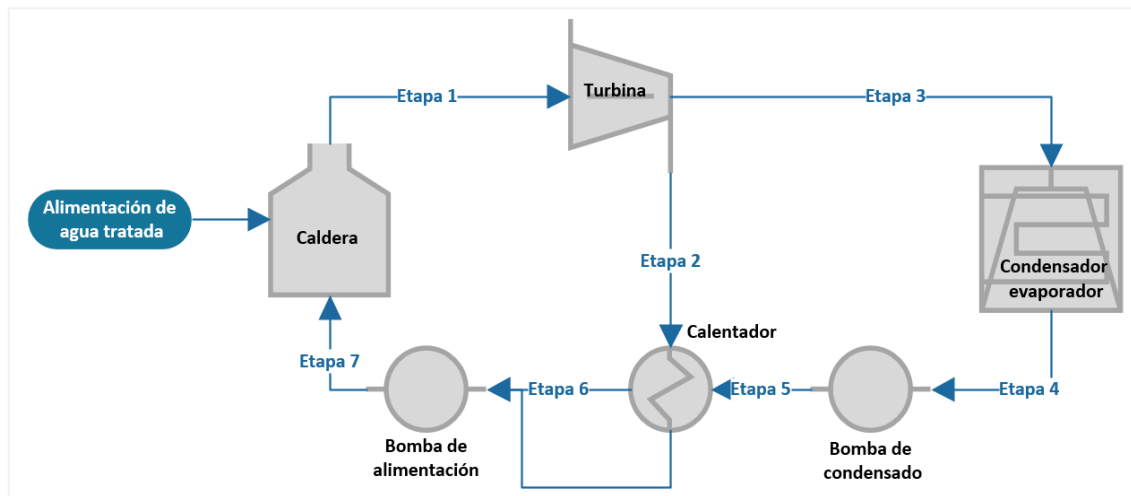 Etapa 1
Turbina
Etapa 3
Alimentación de
agua tratada
Caldera
Etapa 2
Condensador
evaporador
Calentador
Etapa 7
Etapa 6
Etapa 5
Etapa 4
Bomba de
alimentación
Bomba de
condensado